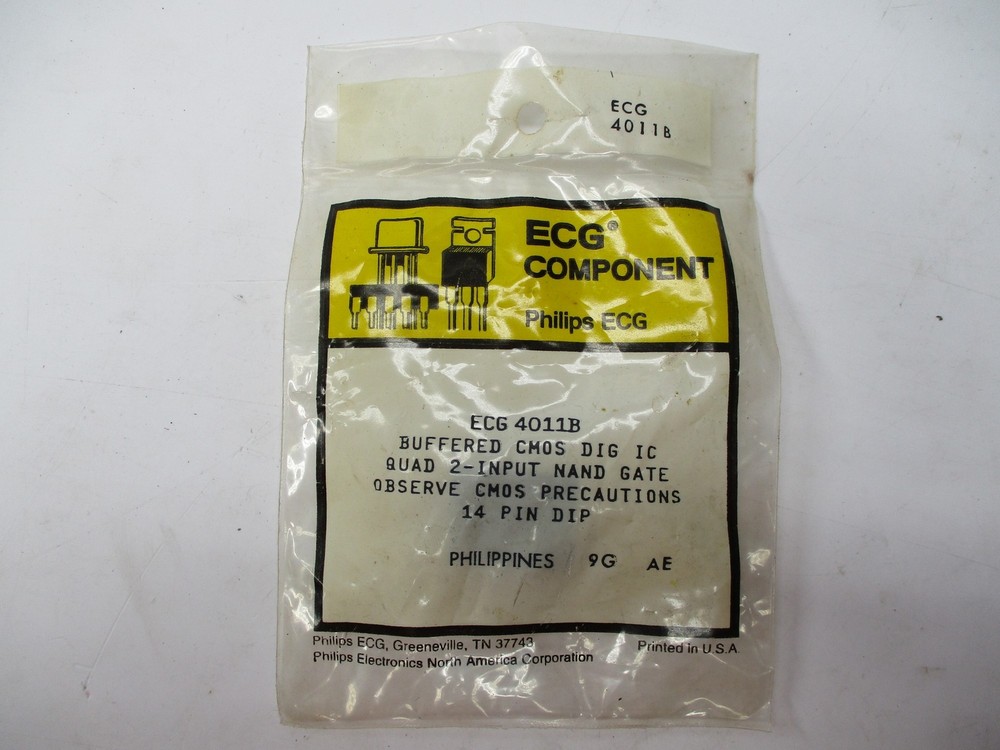 ECG
4011B
ECG®
COMPONENT
Philips ECG
ECG 4011B
BUFFERED CMOS DIG IC
QUAD 2-INPUT NAND GATE
OBSERVE CMOS PRECAUTIONS
14 PIN DIP
PHILIPPINES 9G AE
Philips ECG, Greeneville, TN 37743 Printed in U.S.A.
Philips Electronics North America Corporation